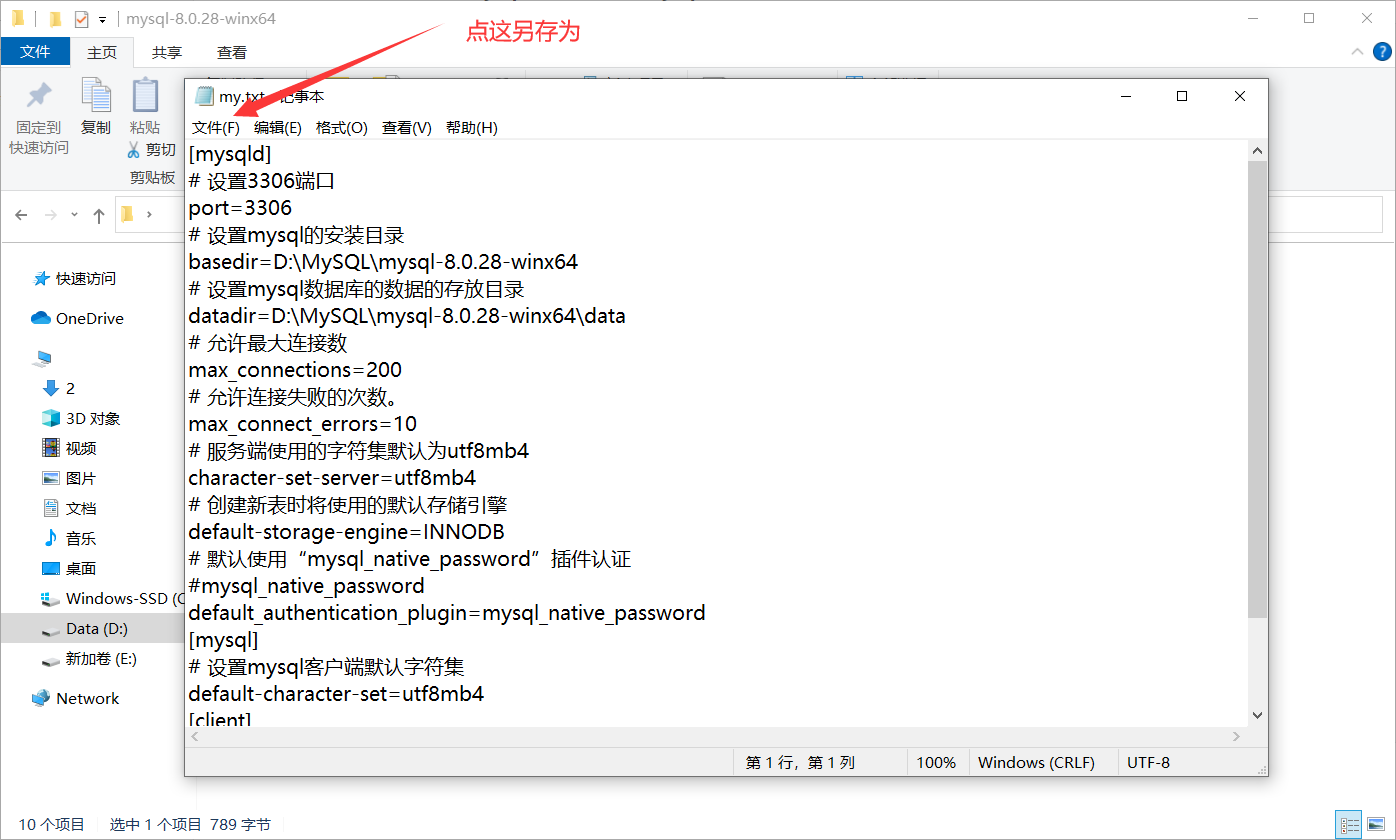 mysql-8.0.28-winx64
点这另存为
文件 主页 共享 查看
固定到
快速访问
复制
粘贴
剪切
剪贴板
my.txt
记事本
文件(F) 编辑(E) 格式(O) 查看(V) 帮助(H)
[mysqld]
# 设置3306端口
port=3306
# 设置mysql的安装目录
basedir=D:\MySQL\mysql-8.0.28-winx64
# 设置mysql数据库的数据的存放目录
datadir=D:\MySQL\mysql-8.0.28-winx64\data
# 允许最大连接数
max_connections=200
# 允许连接失败的次数。
max_connect_errors=10
# 服务端使用的字符集默认为utf8mb4
character-set-server=utf8mb4
# 创建新表时将使用的默认存储引擎
default-storage-engine=INNODB
# 默认使用“mysql_native_password”插件认证
#mysql_native_password
default_authentication_plugin=mysql_native_password
[mysql]
# 设置mysql客户端默认字符集
default-character-set=utf8mb4
[client]
第 1 行，第 1 列 100% Windows (CRLF) UTF-8
快速访问
OneDrive
2
3D 对象
视频
图片
文档
音乐
桌面
Windows-SSD (C
Data (D:)
新加卷 (E:)
Network
10 个项目 选中 1 个项目 789 字节